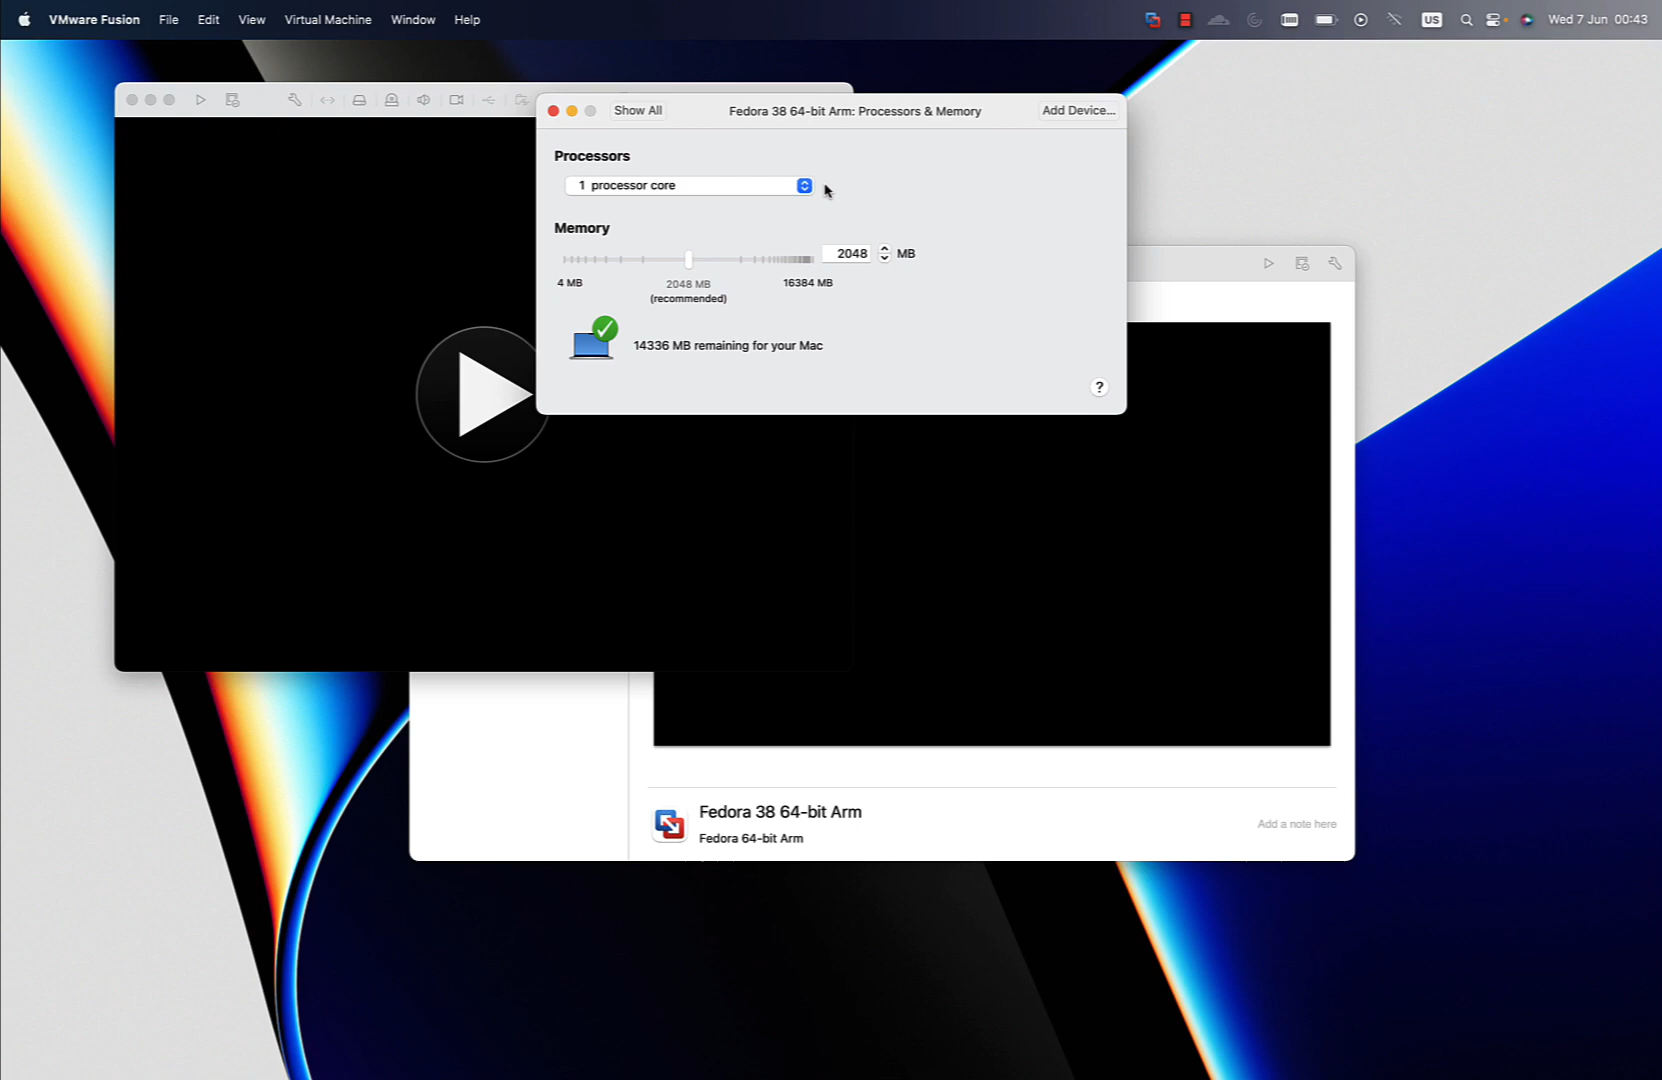 VMware Fusion File Edit View Virtual Machine Window Help US Wed 7 Jun 00:43
Show All Fedora 38 64-bit Arm: Processors & Memory Add Device...
Processors
1 processor core
Memory
2048 MB
4 MB 2048 MB 16384 MB
(recommended)
14336 MB remaining for your Mac
?
Fedora 38 64-bit Arm
Add a note here
Fedora 64-bit Arm